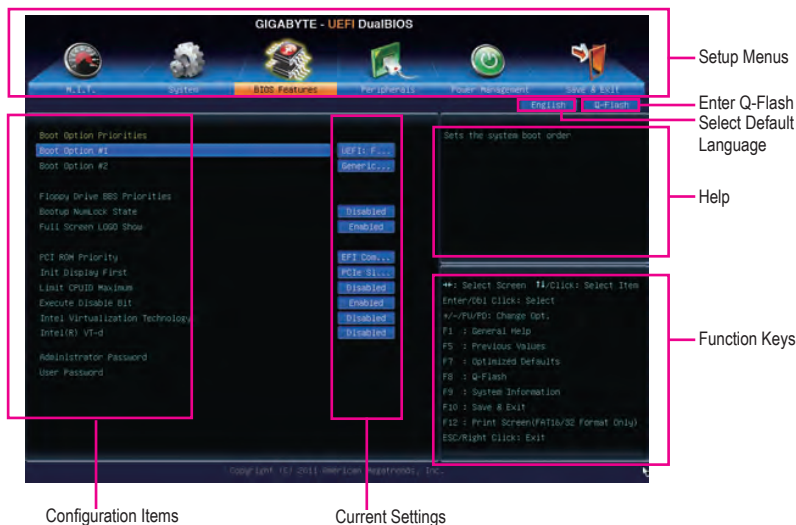 GIGABYTE - UEFI DualBIOS
Setup Menus
M.I.T.
System
BIOS Features
Peripherals
Power Management
Save & Exit
English
Q-Flash
Enter Q-Flash
Select Default
Language
Boot Option Priorities
Boot Option #1
UEFI: F...
Boot Option #2
Generic...
Floppy Drive BBS Priorities
Bootup NumLock State
Disabled
Full Screen LOGO Show
Enabled
PCI ROM Priority
EFI Com...
Init Display First
PCIe Sl...
Limit CPUID Maximum
Disabled
Execute Disable Bit
Enabled
Intel Virtualization Technology
Disabled
Intel(R) VT-d
Disabled
Administrator Password
User Password
Sets the system boot order
Help
↔: Select Screen ↑↓/Click: Select Item
Enter/Dbl Click: Select
+/-/PU/PD: Change Opt.
F1 : General Help
F5 : Previous Values
F7 : Optimized Defaults
F8 : Q-Flash
F9 : System Information
F10 : Save & Exit
F12 : Print Screen(FAT16/32 Format Only)
ESC/Right Click: Exit
Function Keys
Copyright (C) 2011 American Megatrends, Inc.
Configuration Items
Current Settings